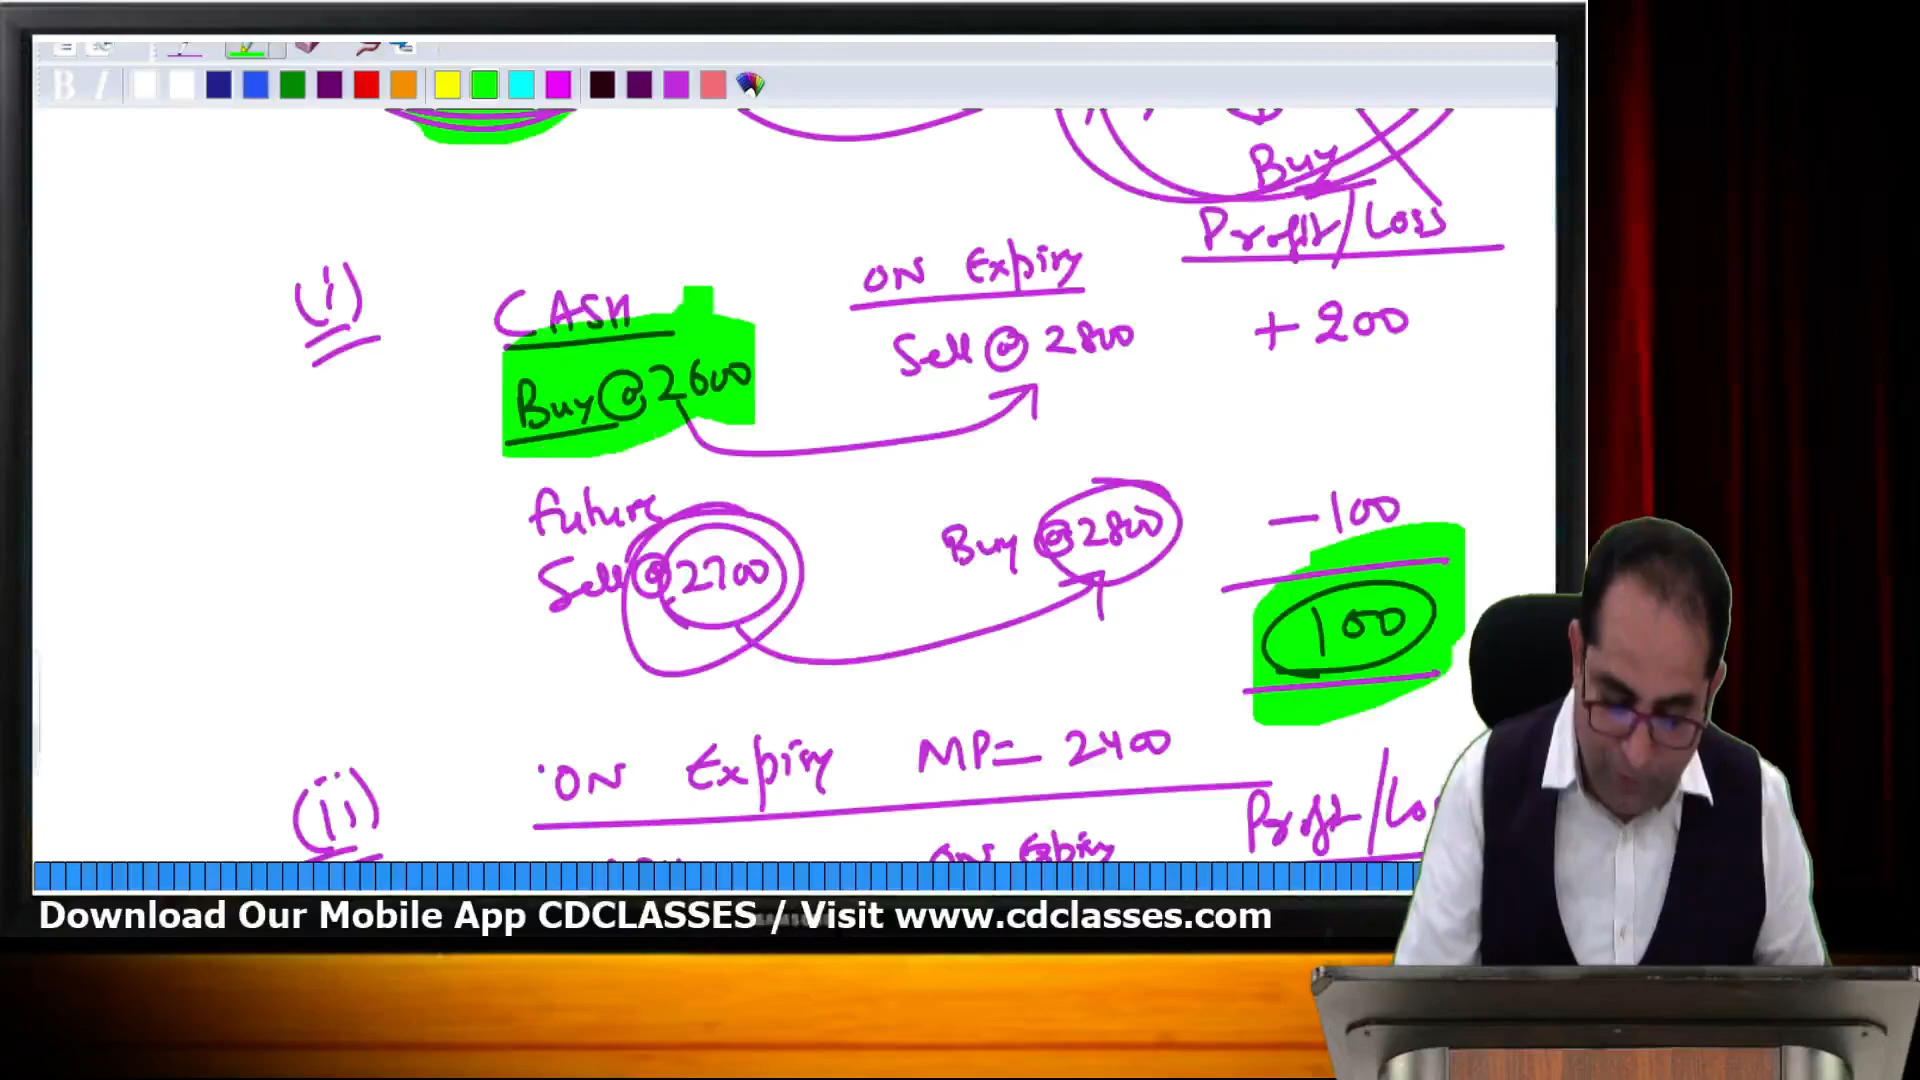 B I
Buy
Profit/Loss
ON Expiry
(i)
CASH
Sell @ 2800
+ 200
Buy @ 2600
future
- 100
Buy @ 2800
Sell @ 2700
100
ON Expiry MP = 2400
(ii)
Profit/Lo
ON Expiry
Download Our Mobile App CDCLASSES / Visit www.cdclasses.com